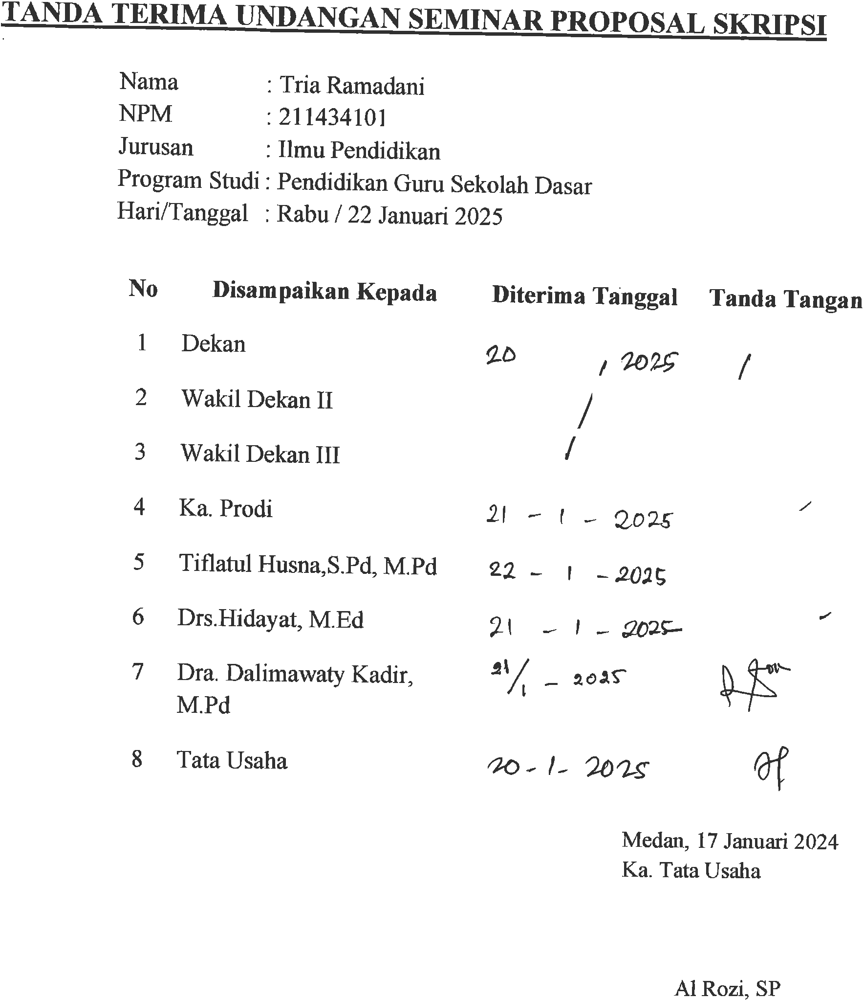 TANDA TERIMA UNDANGAN SEMINAR PROPOSAL SKRIPSI
Nama : Tria Ramadani
NPM : 211434101
Jurusan : Ilmu Pendidikan
Program Studi : Pendidikan Guru Sekolah Dasar
Hari/Tanggal : Rabu / 22 Januari 2025
No Disampaikan Kepada Diterima Tanggal Tanda Tangan
1 Dekan 20 , 2025
2 Wakil Dekan II
3 Wakil Dekan III
4 Ka. Prodi 21 - 1 - 2025
5 Tiflatul Husna,S.Pd, M.Pd 22 - 1 - 2025
6 Drs.Hidayat, M.Ed 21 - 1 - 2025
7 Dra. Dalimawaty Kadir, 21/1 - 2025
M.Pd
8 Tata Usaha 20-1- 2025
Medan, 17 Januari 2024
Ka. Tata Usaha
Al Rozi, SP